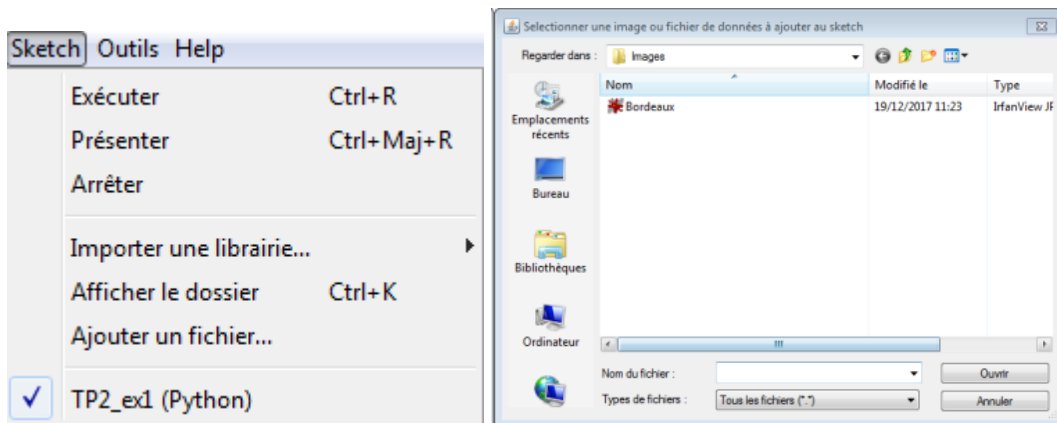 Sketch Outils Help
Exécuter Ctrl+R
Présenter Ctrl+Maj+R
Arrêter
Importer une librairie...
Afficher le dossier Ctrl+K
Ajouter un fichier...
TP2_ex1 (Python)
Selectionner une image ou fichier de données à ajouter au sketch
Regarder dans : Images
Emplacements
récents
Bureau
Bibliothèques
Ordinateur
Nom Modifié le Type
Bordeaux 19/12/2017 11:23 IrfanView JP
Nom du fichier : Ouvrir
Types de fichiers : Tous les fichiers (*.*) Annuler